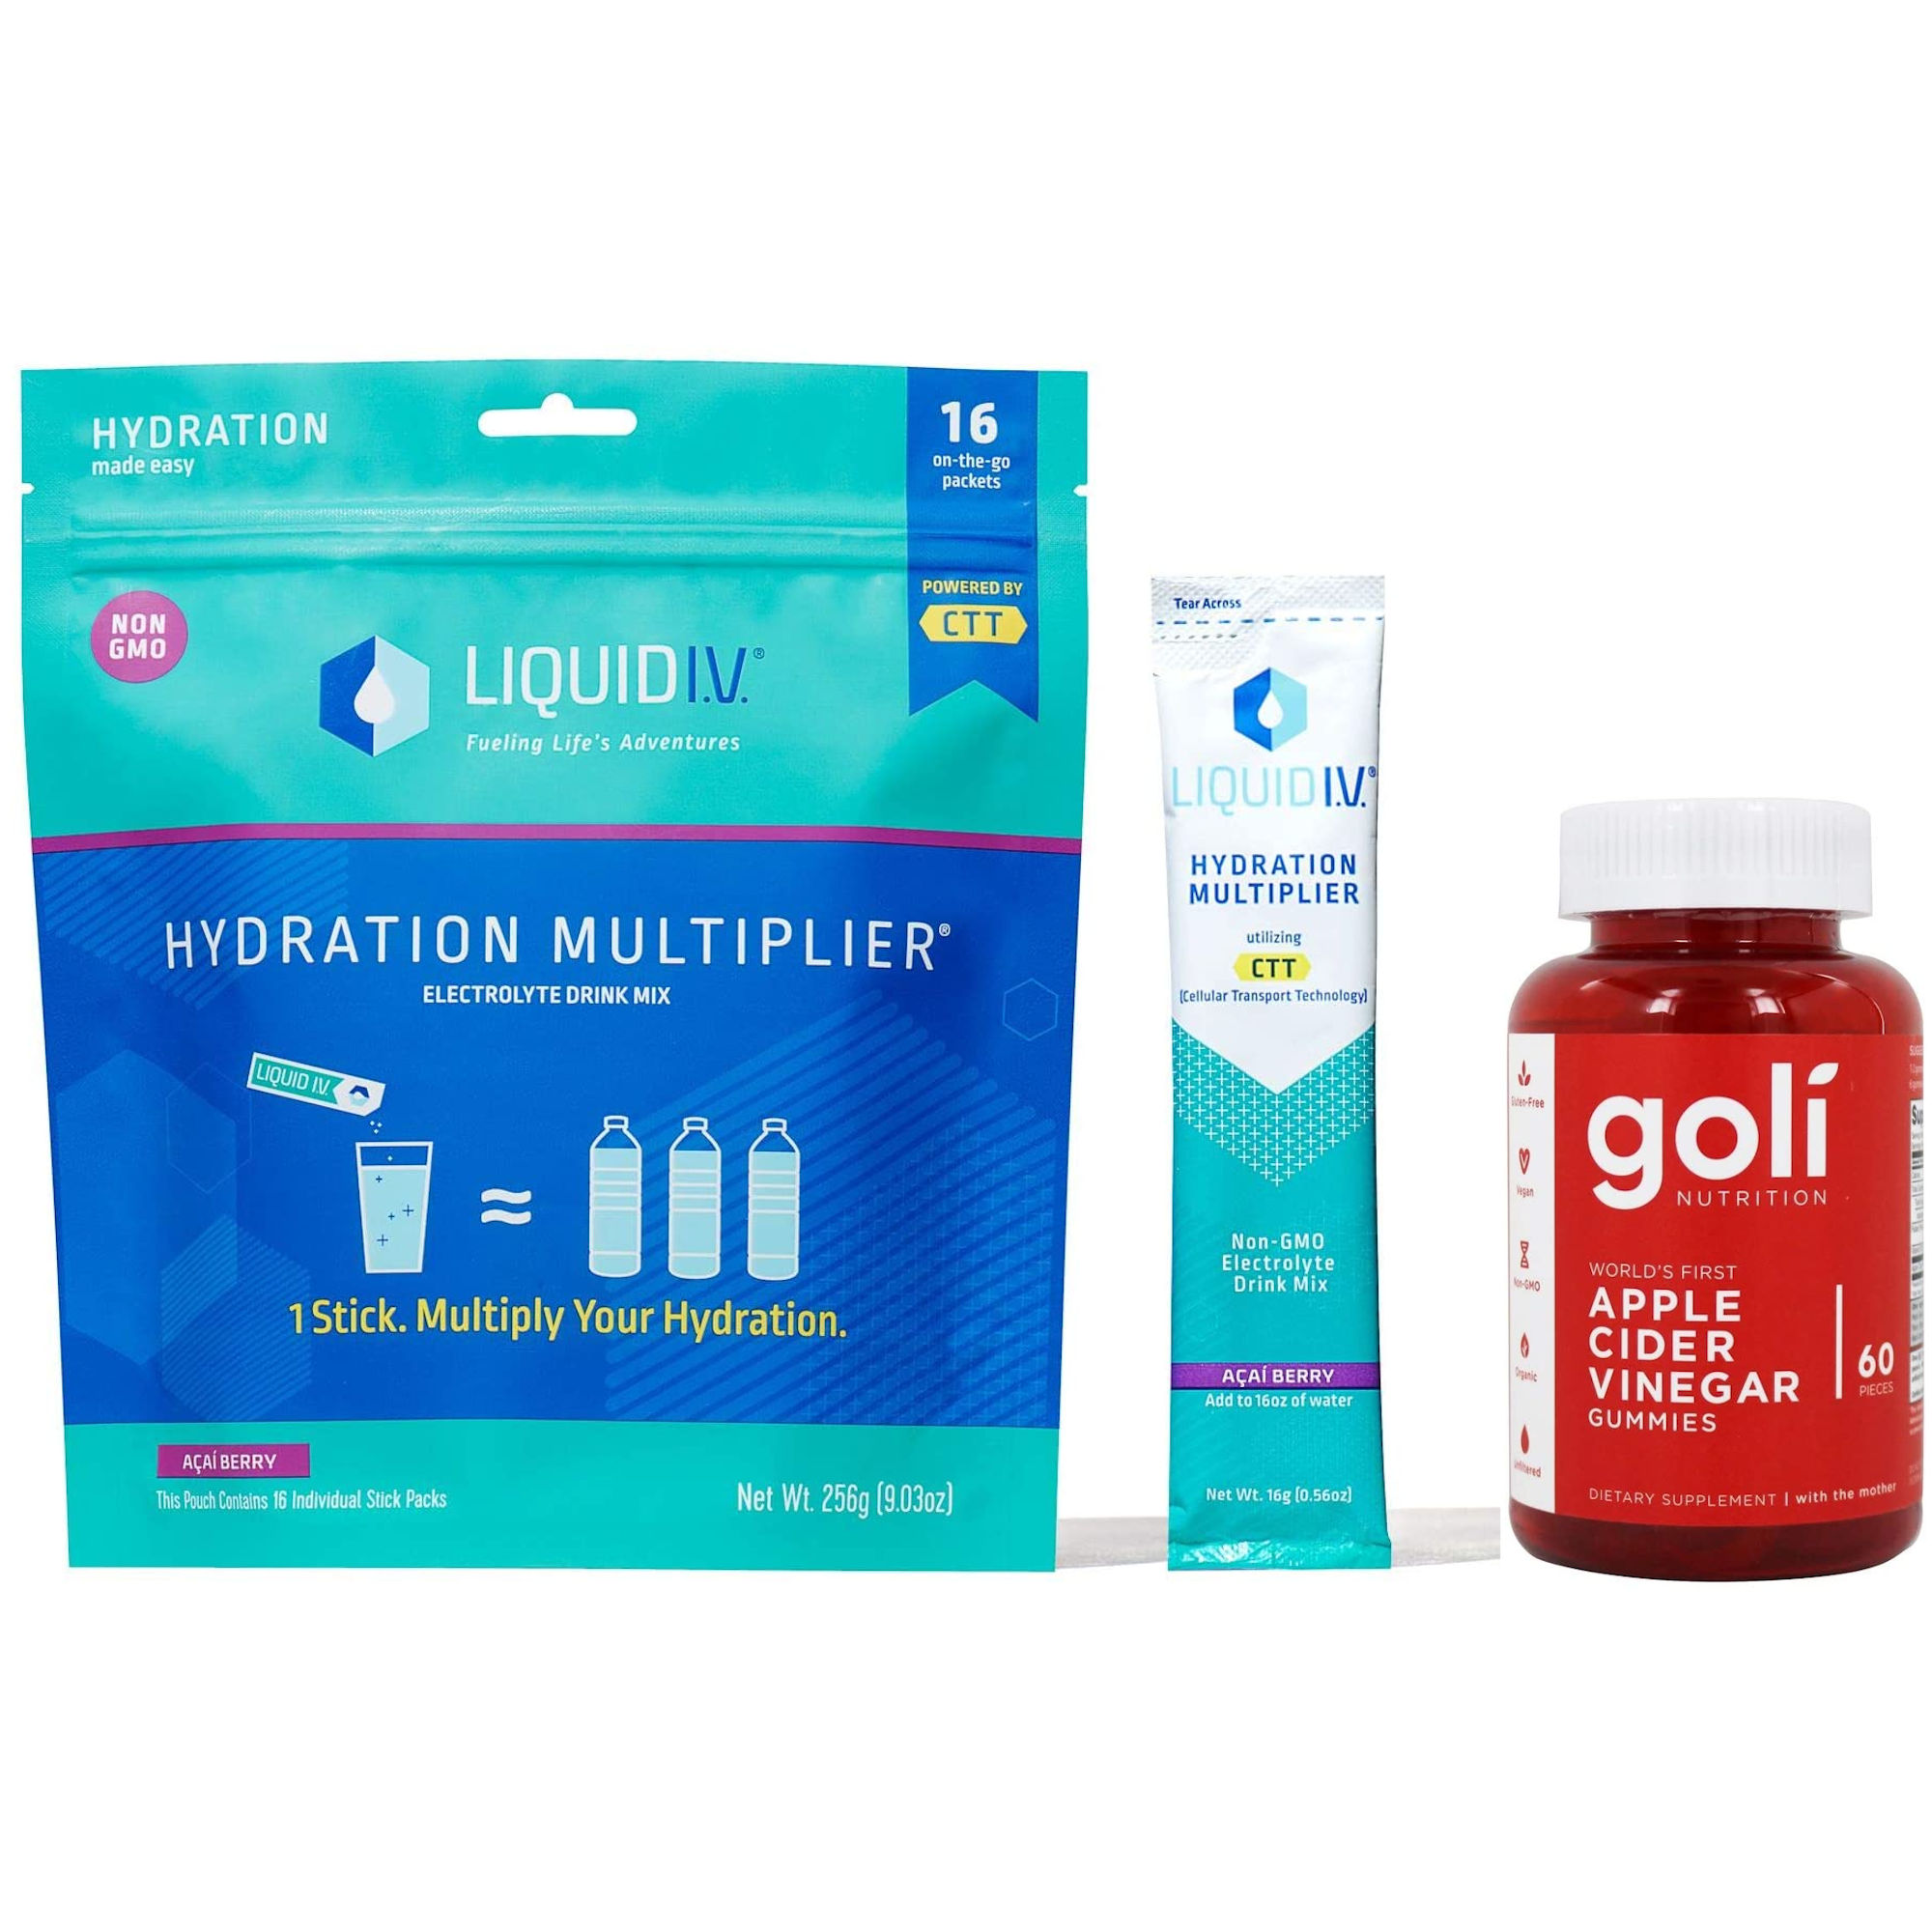 HYDRATION
made easy
16
on-the-go
packets
NON
GMO
POWERED BY
CTT
LIQUID I.V.®
Fueling Life's Adventures
HYDRATION MULTIPLIER®
ELECTROLYTE DRINK MIX
LIQUID I.V.
≈
1 Stick. Multiply Your Hydration.
AÇAÍ BERRY
This Pouch Contains 16 Individual Stick Packs
Net Wt. 256g (9.03oz)
Tear Across
LIQUID I.V.®
HYDRATION
MULTIPLIER
utilizing
CTT
(Cellular Transport Technology)
Non-GMO
Electrolyte
Drink Mix
AÇAÍ BERRY
Add to 16oz of water
Net Wt. 16g (0.56oz)
Gluten-Free
Vegan
Non-GMO
Organic
Unfiltered
goli
NUTRITION
WORLD'S FIRST
APPLE
CIDER
VINEGAR
GUMMIES
60
PIECES
DIETARY SUPPLEMENT | with the mother